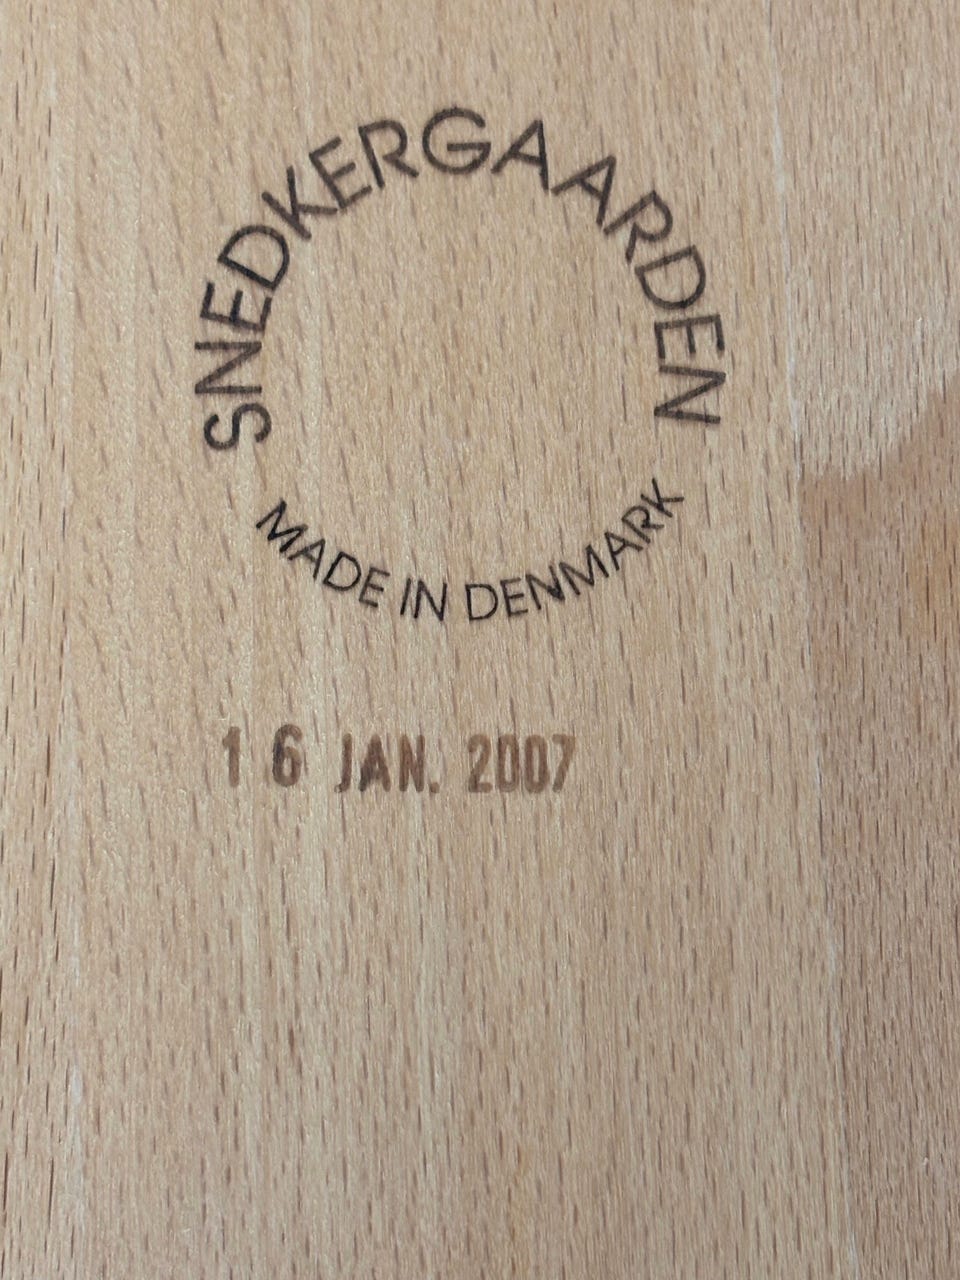 SNEDKERGAARDEN
MADE IN DENMARK
16 JAN. 2007